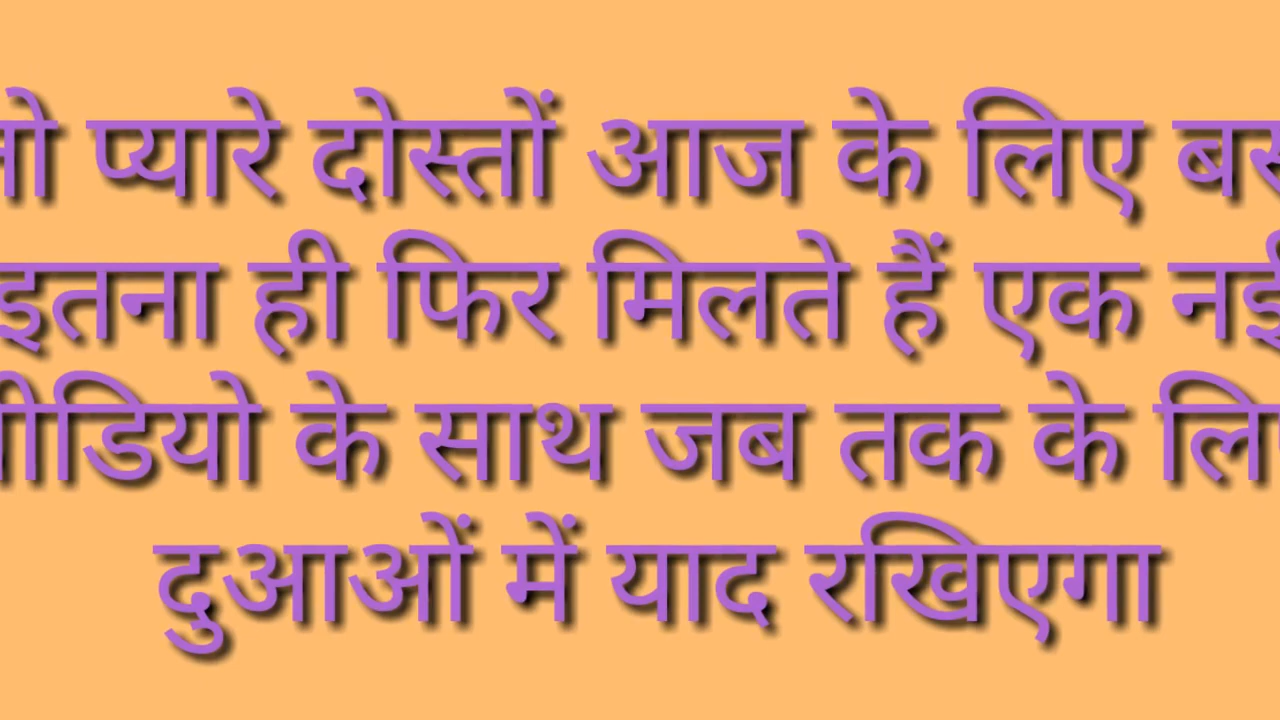 तो प्यारे दोस्तों आज के लिए बस
इतना ही फिर मिलते हैं एक नई
वीडियो के साथ जब तक के लिए
दुआओं में याद रखिएगा